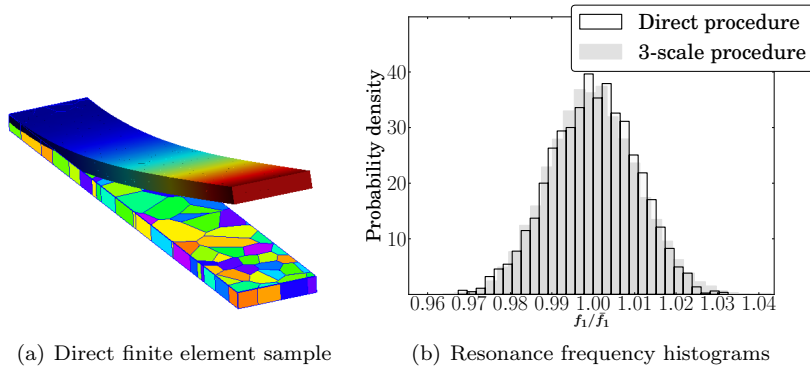 Direct procedure
3-scale procedure
Probability density
40
30
20
10
0.96 0.97 0.98 0.99 1.00 1.01 1.02 1.03 1.04
f₁/f̄₁
(a) Direct finite element sample
(b) Resonance frequency histograms